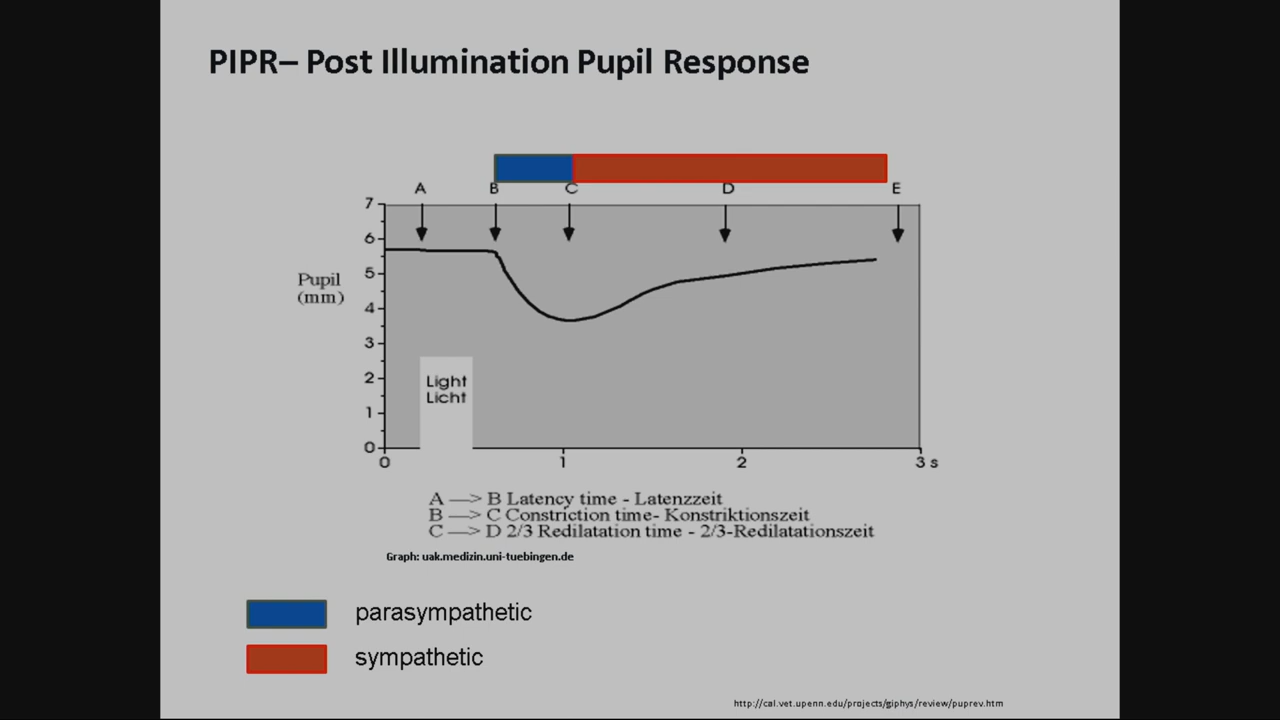 PIPR– Post Illumination Pupil Response
A B C D E
7
6
5
4
3
2
1
0
Pupil
(mm)
Light
Licht
0 1 2 3 s
A —> B Latency time - Latenzzeit
B —> C Constriction time- Konstriktionszeit
C —> D 2/3 Redilatation time - 2/3-Redilatationszeit
Graph: uak.medizin.uni-tuebingen.de
parasympathetic
sympathetic
http://cal.vet.upenn.edu/projects/giphys/review/puprev.htm